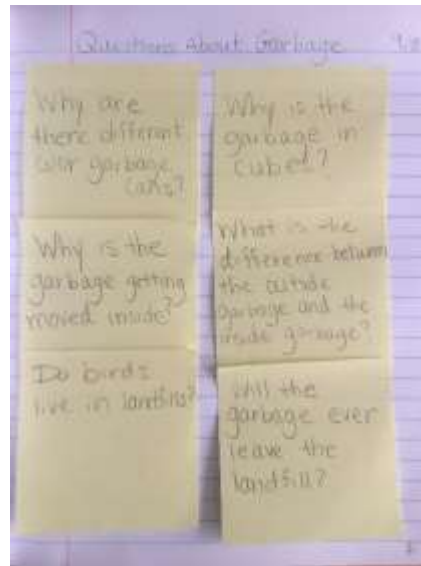 Questions About Garbage
Why are
there different
color garbage
cans?
Why is the
garbage in
cubes?
Why is the
garbage getting
moved inside?
What is the
difference between
the outside
garbage and the
inside garbage?
Do birds
live in landfills?
Will the
garbage ever
leave the
landfill?